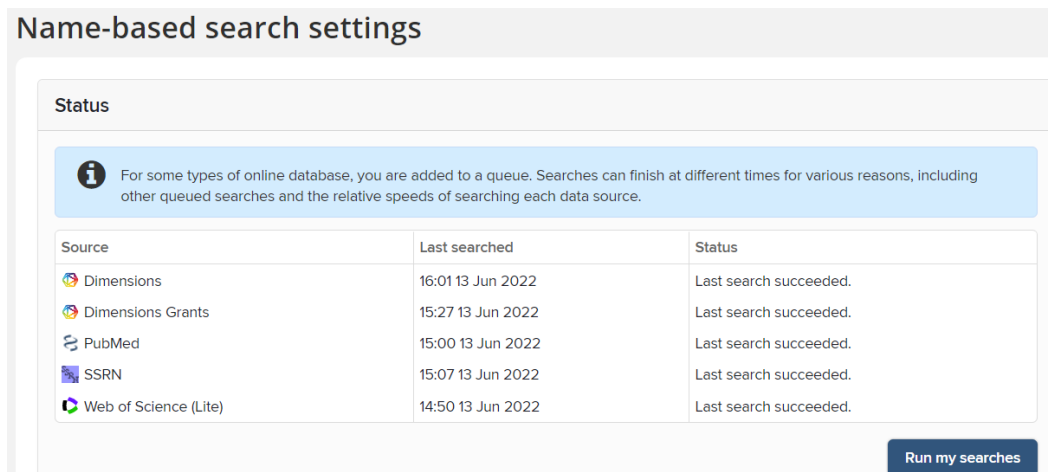 Name-based search settings
Status
For some types of online database, you are added to a queue. Searches can finish at different times for various reasons, including
other queued searches and the relative speeds of searching each data source.
Source Last searched Status
Dimensions 16:01 13 Jun 2022 Last search succeeded.
Dimensions Grants 15:27 13 Jun 2022 Last search succeeded.
PubMed 15:00 13 Jun 2022 Last search succeeded.
SSRN 15:07 13 Jun 2022 Last search succeeded.
Web of Science (Lite) 14:50 13 Jun 2022 Last search succeeded.
Run my searches